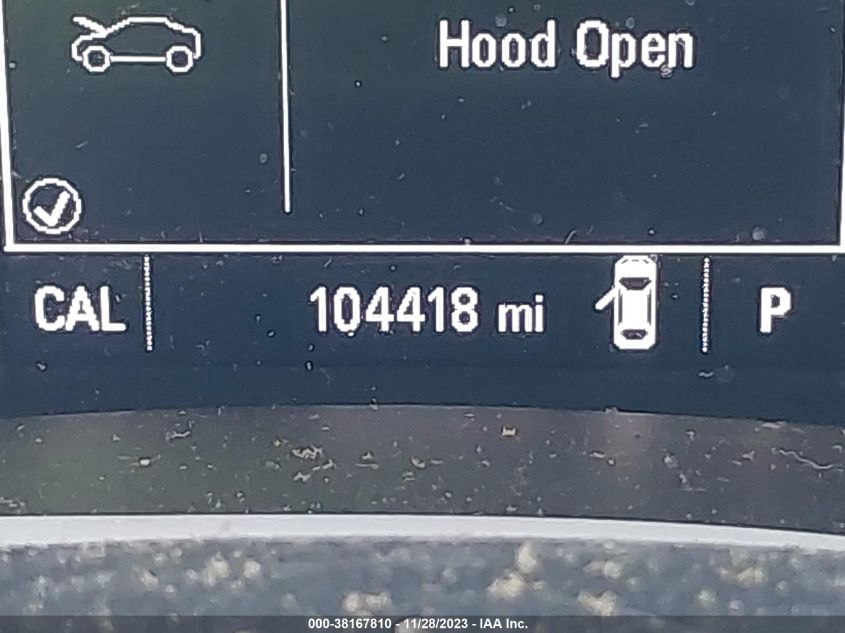 Hood Open
CAL 104418 mi P
000-38167810 - 11/28/2023 - IAA Inc.